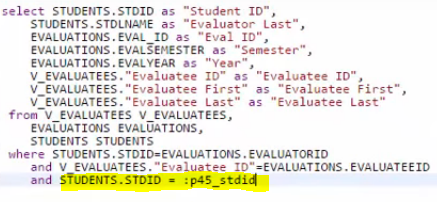 select STUDENTS.STDID as "Student ID",
STUDENTS.STDLNAME as "Evaluator Last",
EVALUATIONS.EVAL_ID as "Eval ID",
EVALUATIONS.EVALSEMESTER as "Semester",
EVALUATIONS.EVALYEAR as "Year",
V_EVALUATEES."Evaluatee ID" as "Evaluatee ID",
V_EVALUATEES."Evaluatee First" as "Evaluatee First",
V_EVALUATEES."Evaluatee Last" as "Evaluatee Last"
from V_EVALUATEES V_EVALUATEES,
EVALUATIONS EVALUATIONS,
STUDENTS STUDENTS
where STUDENTS.STDID=EVALUATIONS.EVALUATORID
and V_EVALUATEES."Evaluatee ID"=EVALUATIONS.EVALUATEEID
and STUDENTS.STDID = :p45_stdid